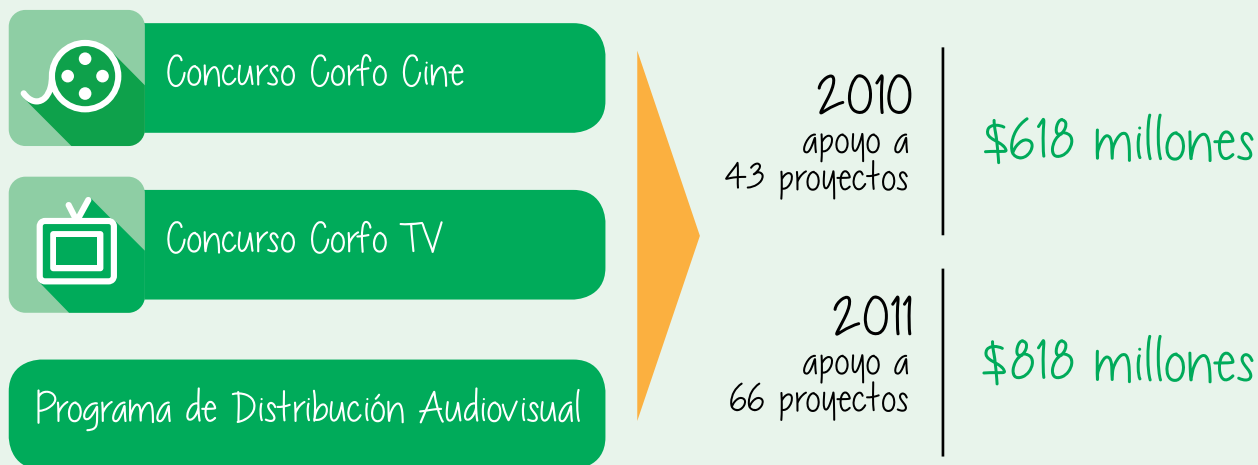 Concurso Corfo Cine
Concurso Corfo TV
Programa de Distribución Audiovisual
2010
apoyo a
43 proyectos
$618 millones
2011
apoyo a
66 proyectos
$818 millones